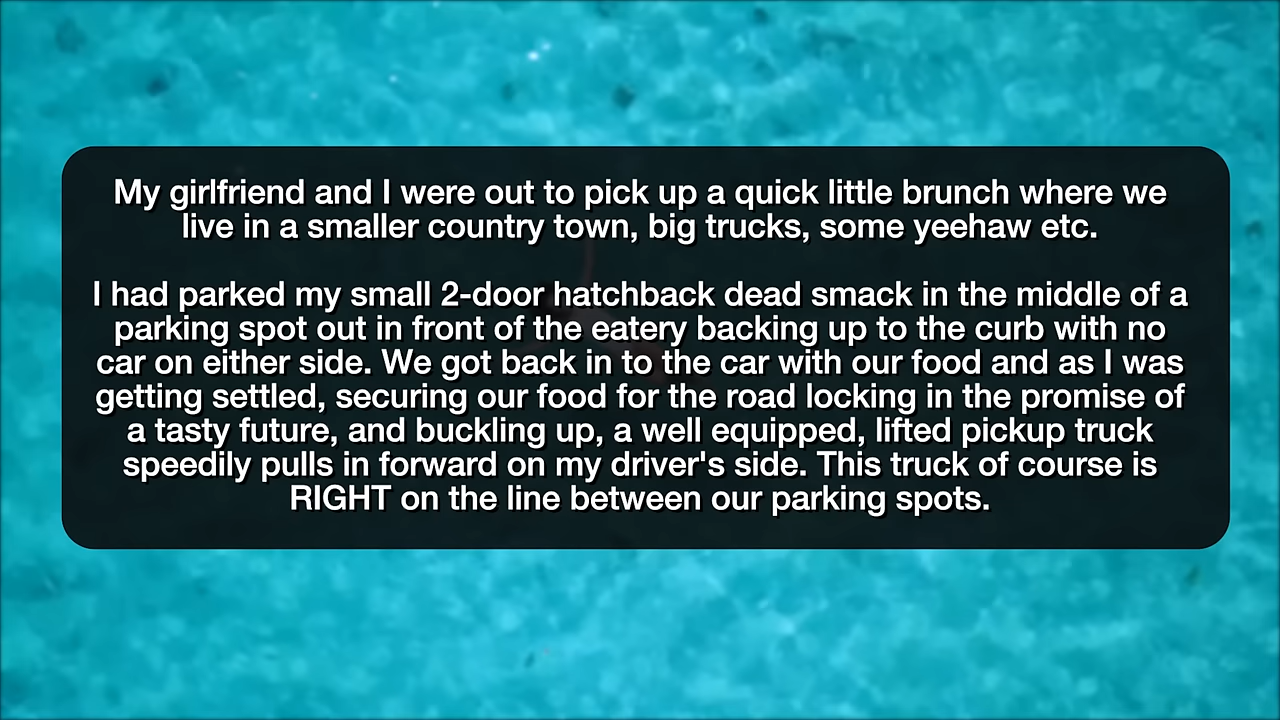 My girlfriend and I were out to pick up a quick little brunch where we
live in a smaller country town, big trucks, some yeehaw etc.
I had parked my small 2-door hatchback dead smack in the middle of a
parking spot out in front of the eatery backing up to the curb with no
car on either side. We got back in to the car with our food and as I was
getting settled, securing our food for the road locking in the promise of
a tasty future, and buckling up, a well equipped, lifted pickup truck
speedily pulls in forward on my driver's side. This truck of course is
RIGHT on the line between our parking spots.